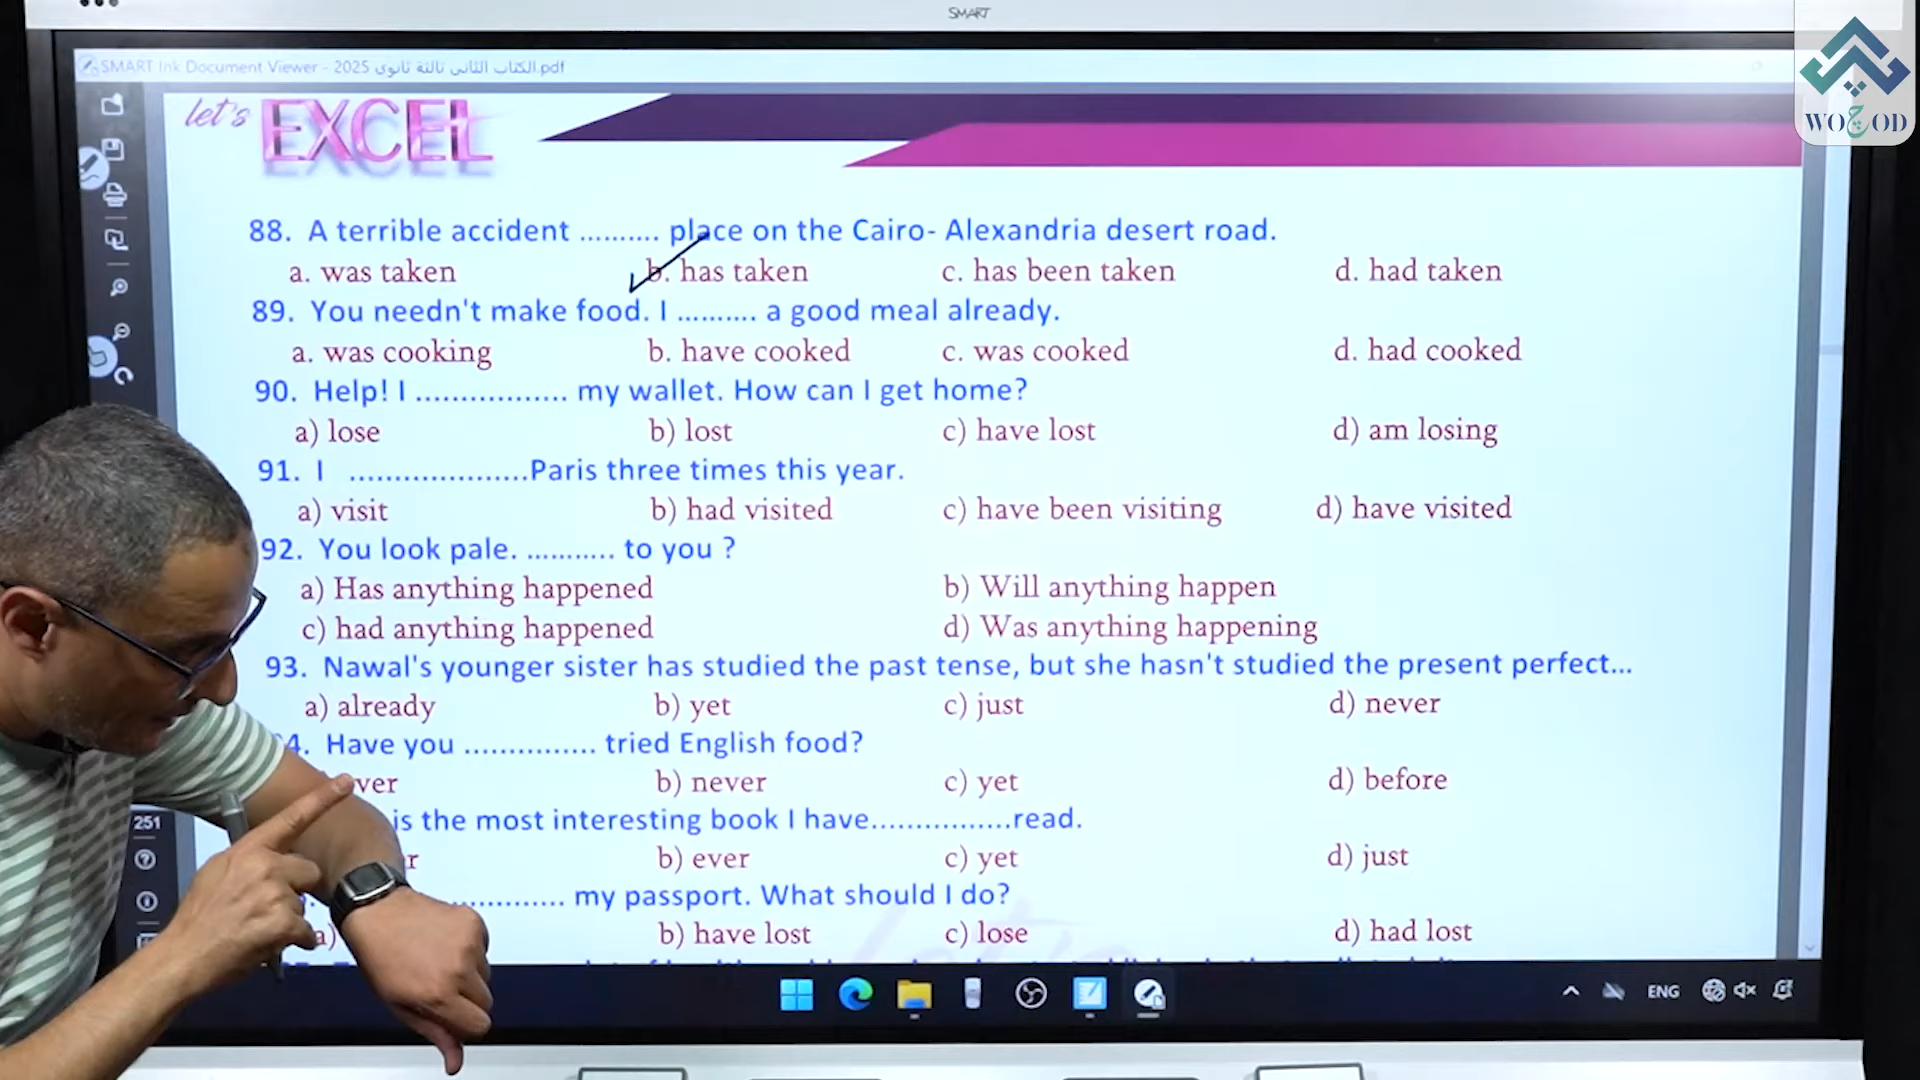 SMART
SMART Ink Document Viewer - 2025 الكتاب الثانى ثالثة ثانوي.pdf
WOجOD
let's EXCEL
88. A terrible accident .......... place on the Cairo- Alexandria desert road.
a. was taken b. has taken c. has been taken d. had taken
89. You needn't make food. I .......... a good meal already.
a. was cooking b. have cooked c. was cooked d. had cooked
90. Help! I ................. my wallet. How can I get home?
a) lose b) lost c) have lost d) am losing
91. I ....................Paris three times this year.
a) visit b) had visited c) have been visiting d) have visited
92. You look pale. ........... to you ?
a) Has anything happened b) Will anything happen
c) had anything happened d) Was anything happening
93. Nawal's younger sister has studied the past tense, but she hasn't studied the present perfect...
a) already b) yet c) just d) never
4. Have you ............... tried English food?
ver b) never c) yet d) before
is the most interesting book I have................read.
r b) ever c) yet d) just
............. my passport. What should I do?
a) b) have lost c) lose d) had lost
251
ENG